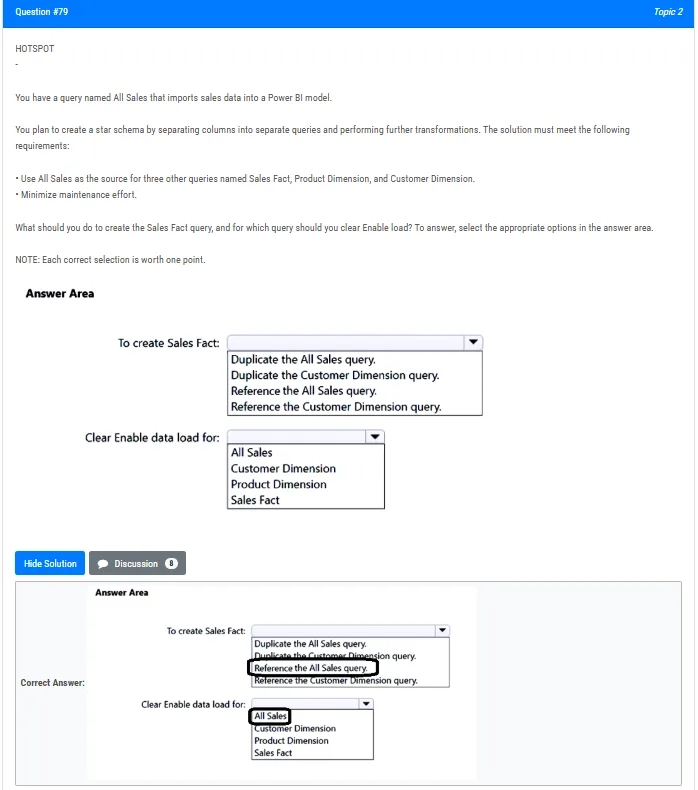 Question #79
Topic 2
HOTSPOT
-
You have a query named All Sales that imports sales data into a Power BI model.
You plan to create a star schema by separating columns into separate queries and performing further transformations. The solution must meet the following
requirements:
• Use All Sales as the source for three other queries named Sales Fact, Product Dimension, and Customer Dimension.
• Minimize maintenance effort.
What should you do to create the Sales Fact query, and for which query should you clear Enable load? To answer, select the appropriate options in the answer area.
NOTE: Each correct selection is worth one point.
Answer Area
To create Sales Fact:
Duplicate the All Sales query.
Duplicate the Customer Dimension query.
Reference the All Sales query.
Reference the Customer Dimension query.
Clear Enable data load for:
All Sales
Customer Dimension
Product Dimension
Sales Fact
Hide Solution
Discussion 8
Correct Answer:
Answer Area
To create Sales Fact:
Duplicate the All Sales query.
Duplicate the Customer Dimension query.
Reference the All Sales query.
Reference the Customer Dimension query.
Clear Enable data load for:
All Sales
Customer Dimension
Product Dimension
Sales Fact